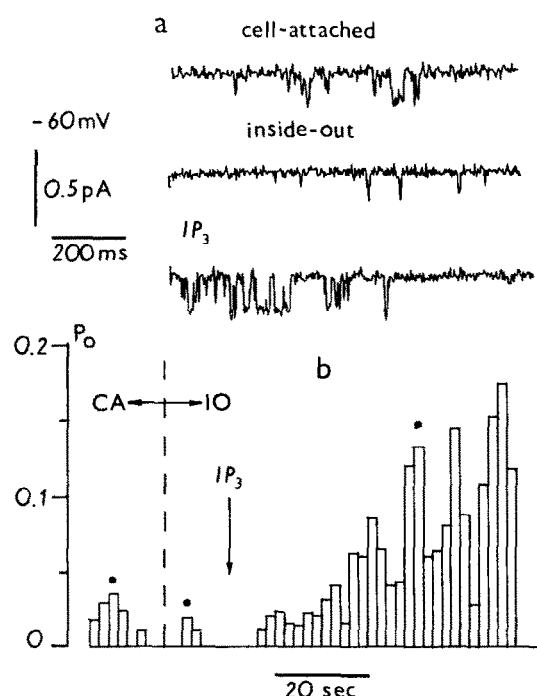 a
cell-attached
-60mV
inside-out
0.5pA
IP3
200ms
0.2
Po
b
CA IO
IP3
0.1
0
20 sec